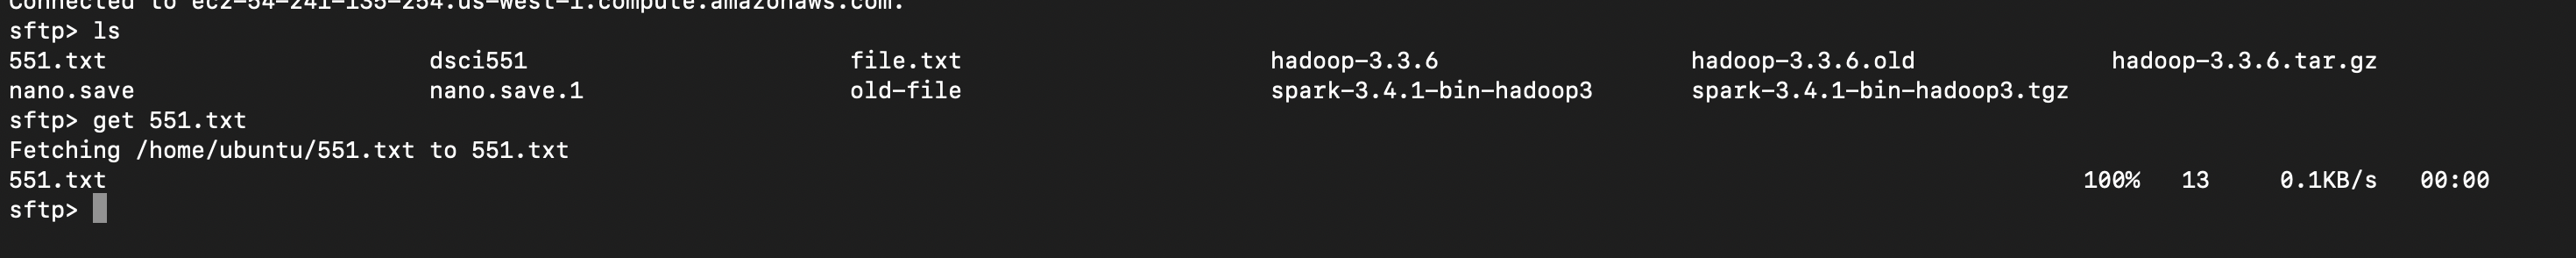 Connected to ec2-54-241-135-254.us-west-1.compute.amazonaws.com.
sftp> ls
551.txt dsci551 file.txt hadoop-3.3.6 hadoop-3.3.6.old hadoop-3.3.6.tar.gz
nano.save nano.save.1 old-file spark-3.4.1-bin-hadoop3 spark-3.4.1-bin-hadoop3.tgz
sftp> get 551.txt
Fetching /home/ubuntu/551.txt to 551.txt
551.txt 100% 13 0.1KB/s 00:00
sftp>